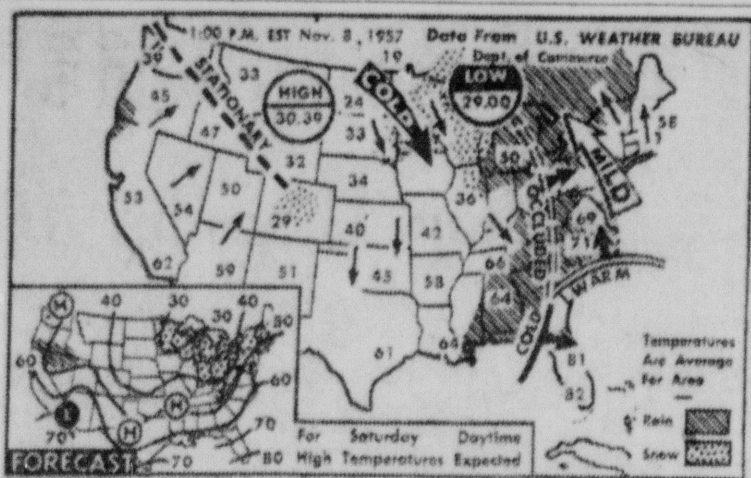 1:00 P.M. EST Nov. 8, 1957 Data From U.S. WEATHER BUREAU
Dept. of Commerce
39
33
19
STATIONARY
COLD
HIGH
30.39
LOW
29.00
45
24
58
47
33
50
MILD
32
34
36
OCCLUDED
53
54
50
29
40
42
69
71
62
59
51
45
58
66
64
WARM
COLD
61
64
81
82
Temperatures
Are Average
For Area
Rain
Snow
H
40
30
40
30
50
60
60
H
L
H
70
70
70
80
FORECAST
For Saturday Daytime
High Temperatures Expected